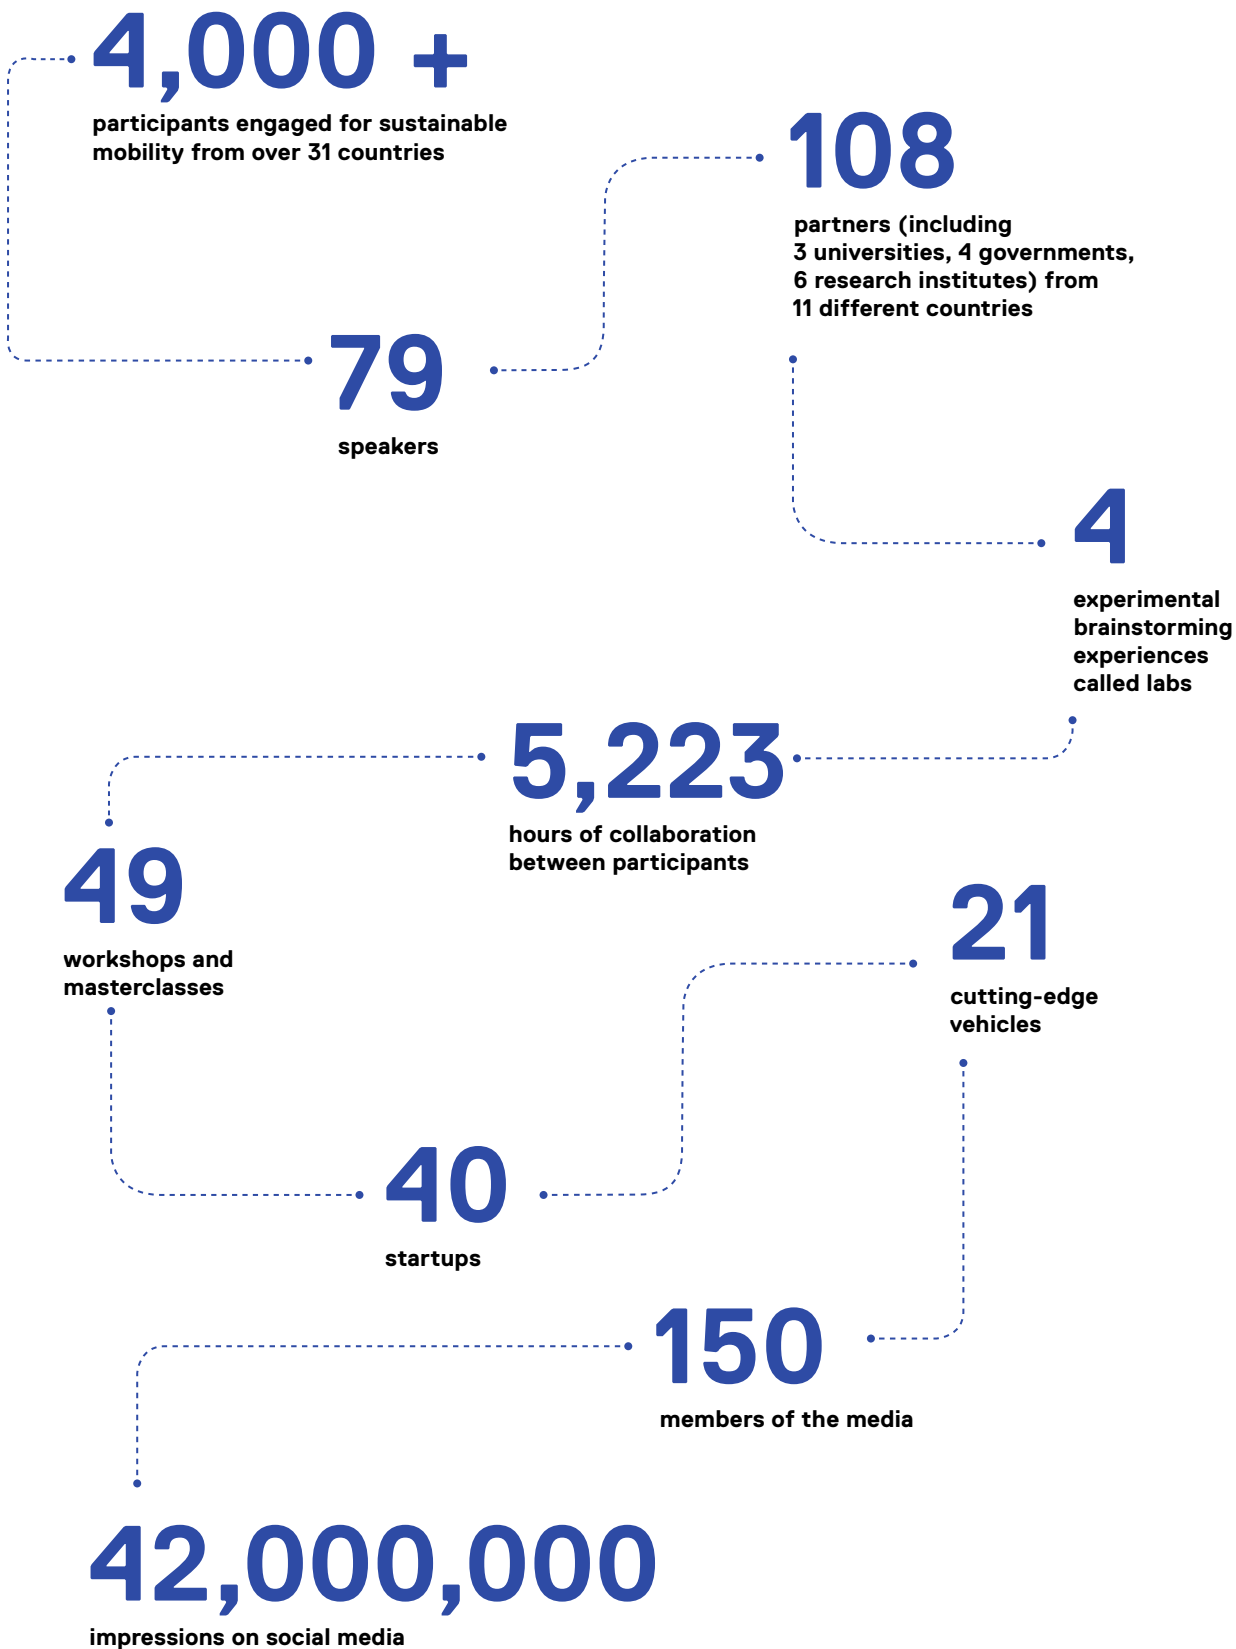 4,000 +
participants engaged for sustainable
mobility from over 31 countries
79
speakers
108
partners (including
3 universities, 4 governments,
6 research institutes) from
11 different countries
4
experimental
brainstorming
experiences
called labs
5,223
hours of collaboration
between participants
49
workshops and
masterclasses
40
startups
21
cutting-edge
vehicles
150
members of the media
42,000,000
impressions on social media